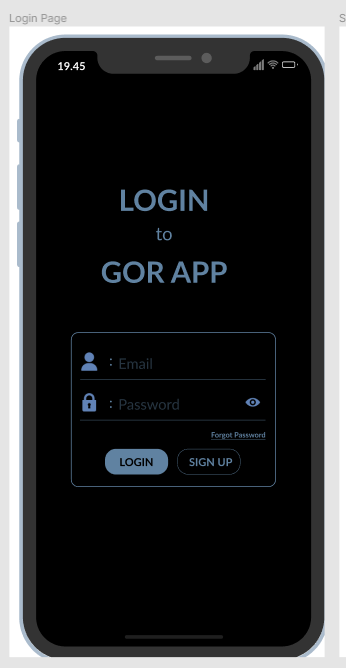 Login Page
S
19.45
LOGIN
to
GOR APP
: Email
: Password
Forgot Password
LOGIN
SIGN UP